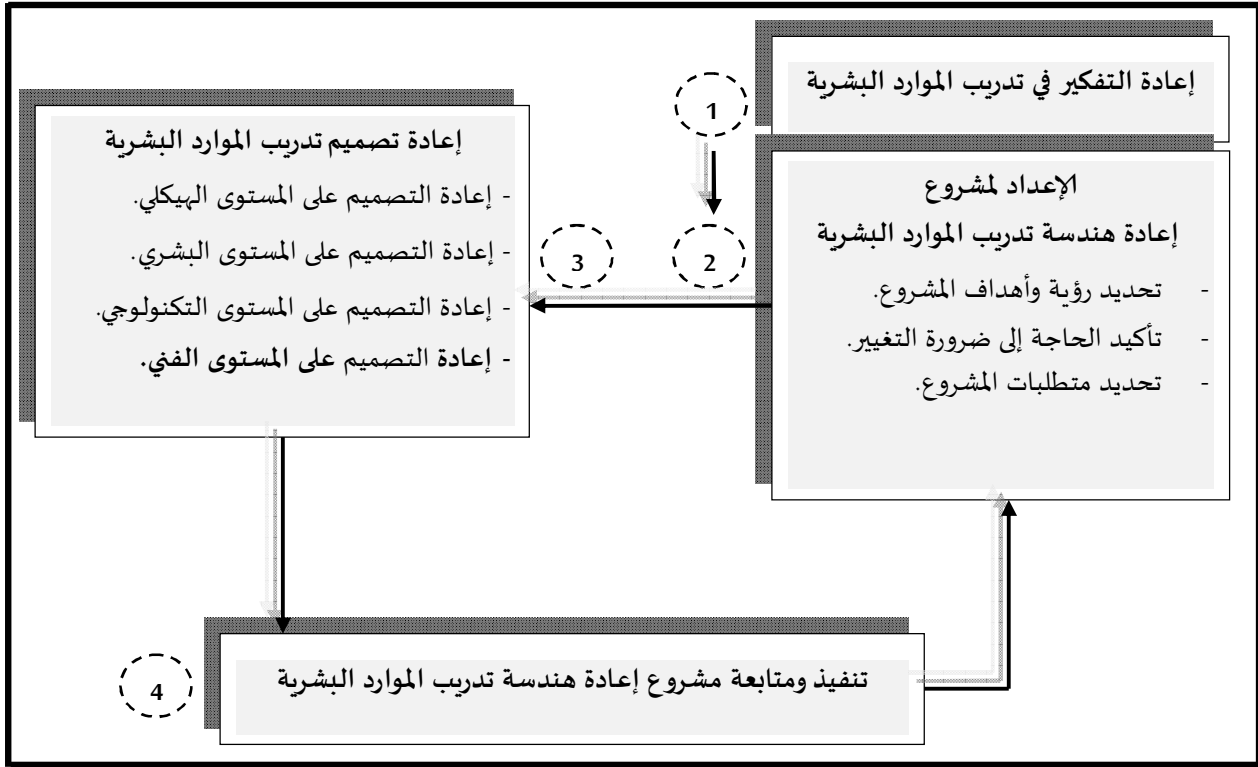 إعادة التفكير في تدريب الموارد البشرية
1
الإعداد لمشروع
إعادة هندسة تدريب الموارد البشرية
- تحديد رؤية وأهداف المشروع.
- تأكيد الحاجة إلى ضرورة التغيير.
- تحديد متطلبات المشروع.
2
3
إعادة تصميم تدريب الموارد البشرية
- إعادة التصميم على المستوى الهيكلي.
- إعادة التصميم على المستوى البشري.
- إعادة التصميم على المستوى التكنولوجي.
- إعادة التصميم على المستوى الفني.
4
تنفيذ ومتابعة مشروع إعادة هندسة تدريب الموارد البشرية